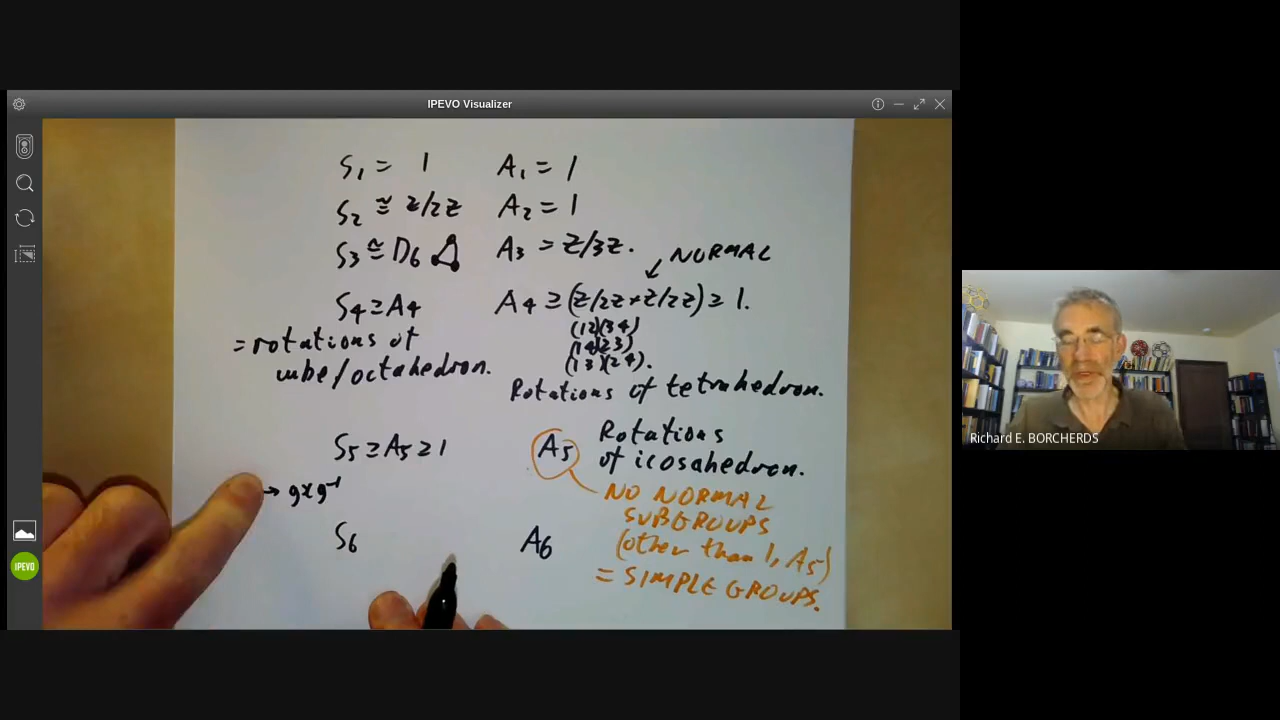 IPEVO Visualizer
S₁ = 1 A₁ = 1
S₂ ≅ Z/2Z A₂ = 1
S₃ ≅ D₆ A₃ = Z/3Z.
NORMAL
S₄ ≥ A₄ A₄ ≥ (Z/2Z × Z/2Z) ≥ 1.
(12)(34)
(14)(23)
(13)(24).
= rotations of
cube/octahedron.
Rotations of tetrahedron.
S₅ ≥ A₅ ≥ 1 A₅ Rotations
of icosahedron.
→ gxg⁻¹
NO NORMAL
SUBGROUPS
(other than 1, A₅)
= SIMPLE GROUPS.
S₆ A₆
IPEVO
Richard E. BORCHERDS